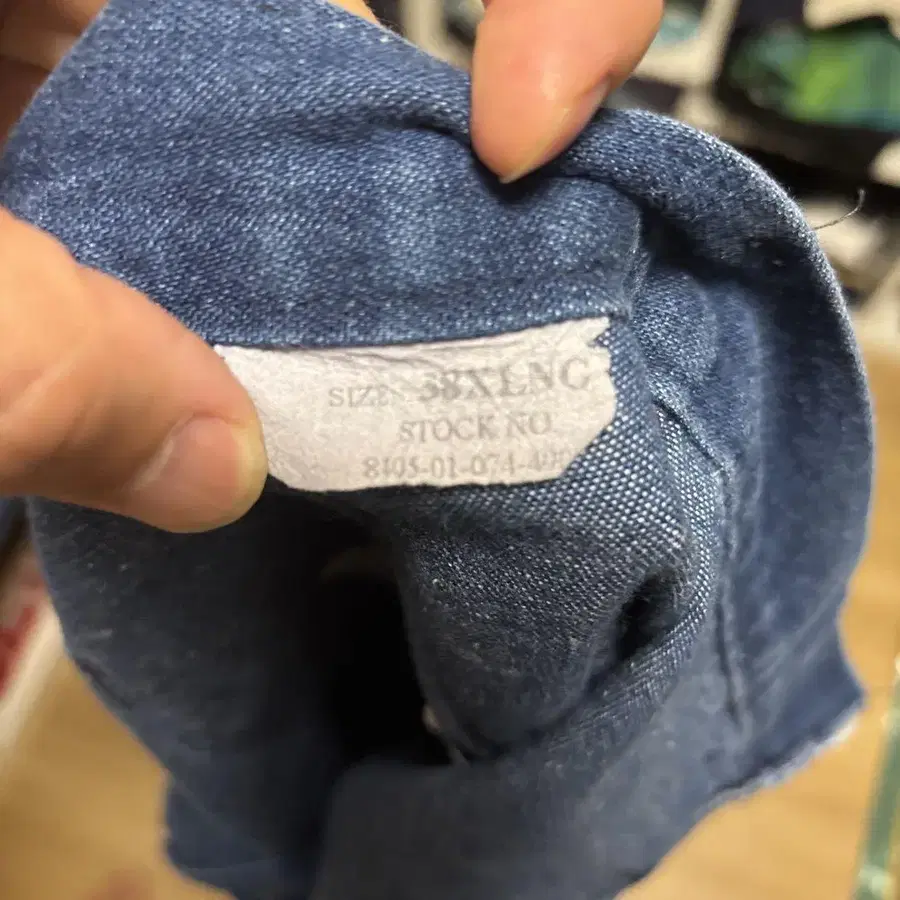 SIZE 38XLNG
STOCK NO.